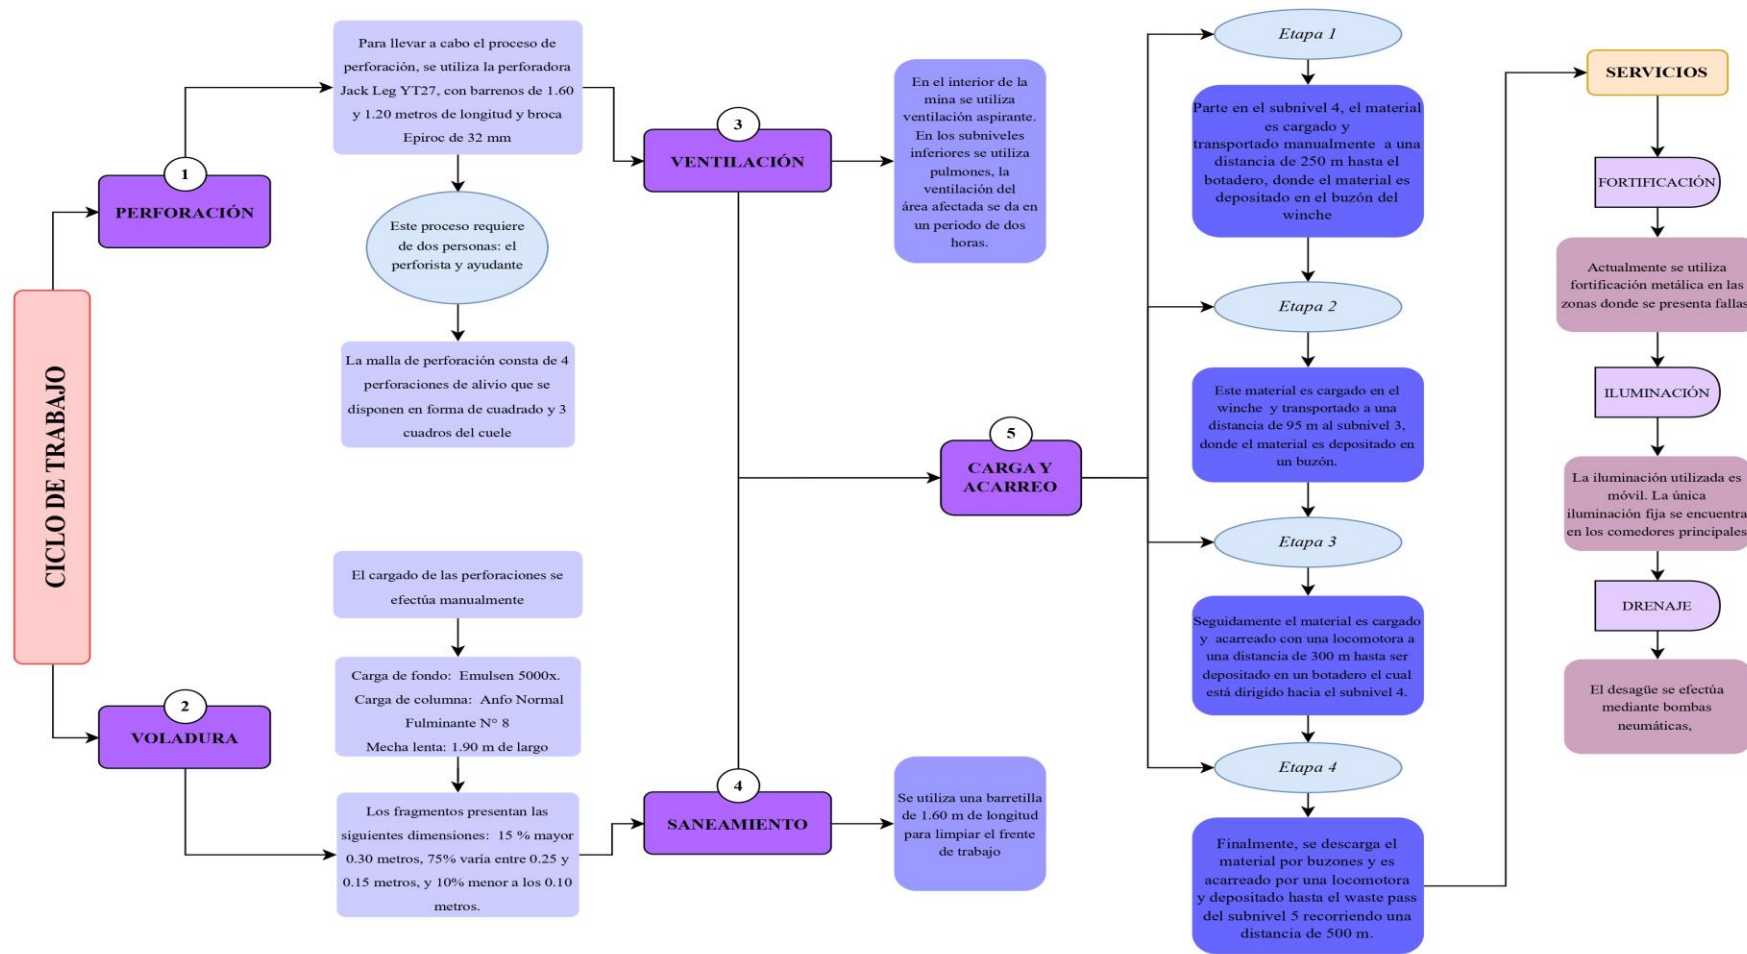 CICLO DE TRABAJO
1
PERFORACIÓN
Para llevar a cabo el proceso de
perforación, se utiliza la perforadora
Jack Leg YT27, con barrenos de 1.60
y 1.20 metros de longitud y broca
Epiroc de 32 mm
Este proceso requiere
de dos personas: el
perforista y ayudante
La malla de perforación consta de 4
perforaciones de alivio que se
disponen en forma de cuadrado y 3
cuadros del cuele
2
VOLADURA
El cargado de las perforaciones se
efectúa manualmente
Carga de fondo: Emulsen 5000x.
Carga de columna: Anfo Normal
Fulminante N° 8
Mecha lenta: 1.90 m de largo
Los fragmentos presentan las
siguientes dimensiones: 15 % mayor
0.30 metros, 75% varía entre 0.25 y
0.15 metros, y 10% menor a los 0.10
metros.
3
VENTILACIÓN
En el interior de la
mina se utiliza
ventilación aspirante.
En los subniveles
inferiores se utiliza
pulmones, la
ventilación del
área afectada se da en
un periodo de dos
horas.
4
SANEAMIENTO
Se utiliza una barretilla
de 1.60 m de longitud
para limpiar el frente
de trabajo
5
CARGA Y
ACARREO
Etapa 1
Parte en el subnivel 4, el material
es cargado y
transportado manualmente a una
distancia de 250 m hasta el
botadero, donde el material es
depositado en el buzón del
winche
Etapa 2
Este material es cargado en el
winche y transportado a una
distancia de 95 m al subnivel 3,
donde el material es depositado en
un buzón.
Etapa 3
Seguidamente el material es cargado
y acarreado con una locomotora a
una distancia de 300 m hasta ser
depositado en un botadero el cual
está dirigido hacia el subnivel 4.
Etapa 4
Finalmente, se descarga el
material por buzones y es
acarreado por una locomotora
y depositado hasta el waste pass
del subnivel 5 recorriendo una
distancia de 500 m.
SERVICIOS
FORTIFICACIÓN
Actualmente se utiliza
fortificación metálica en las
zonas donde se presenta fallas
ILUMINACIÓN
La iluminación utilizada es
móvil. La única
iluminación fija se encuentra
en los comedores principales
DRENAJE
El desagüe se efectúa
mediante bombas
neumáticas,